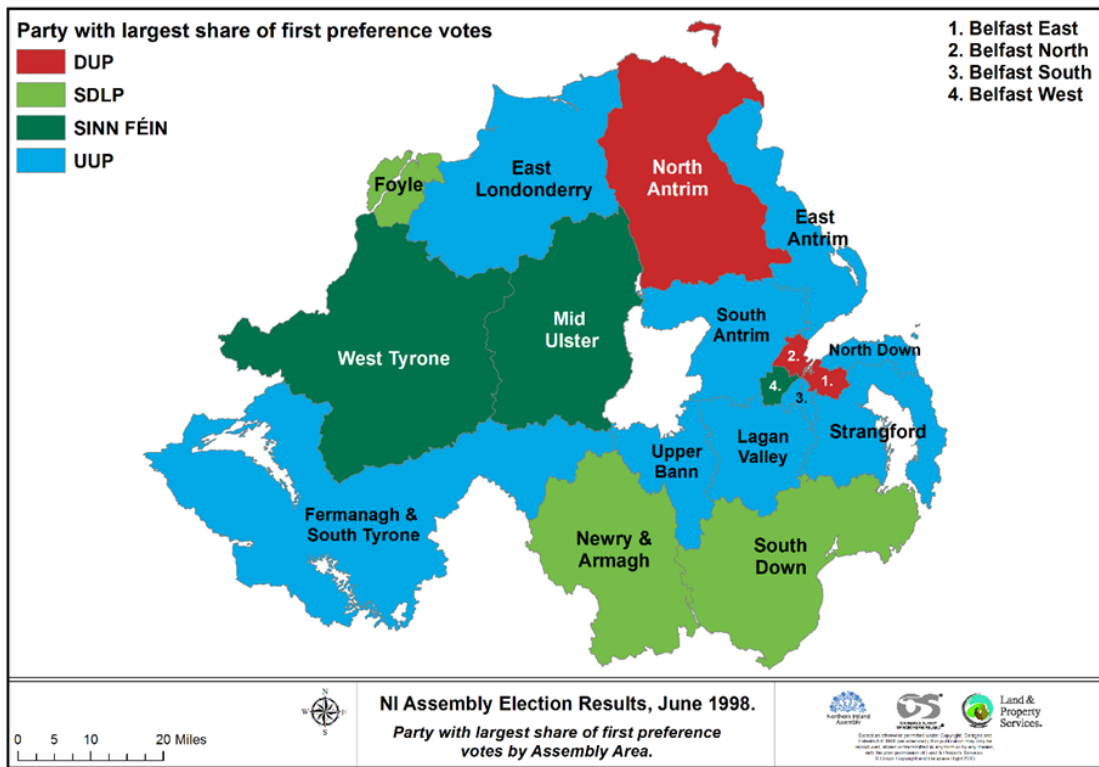 Party with largest share of first preference votes
DUP
SDLP
SINN FÉIN
UUP
1. Belfast East
2. Belfast North
3. Belfast South
4. Belfast West
Foyle
East
Londonderry
North
Antrim
East
Antrim
West Tyrone
Mid
Ulster
South
Antrim
North Down
2.
1.
4.
3.
Strangford
Lagan
Valley
Upper
Bann
Fermanagh &
South Tyrone
Newry &
Armagh
South
Down
0 5 10 20 Miles
N
W
E
S
NI Assembly Election Results, June 1998.
Party with largest share of first preference
votes by Assembly Area.
Northern Ireland
Assembly
Land &
Property
Services.